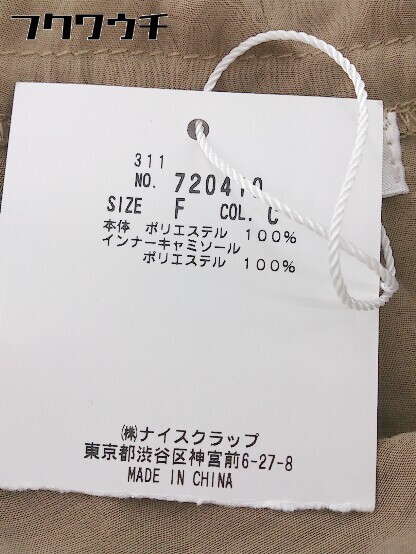 フクワウチ
311
NO. 720410
SIZE F COL. C
本体 ポリエステル 100%
インナーキャミソール
ポリエステル 100%
㈱ナイスクラップ
東京都渋谷区神宮前6-27-8
MADE IN CHINA